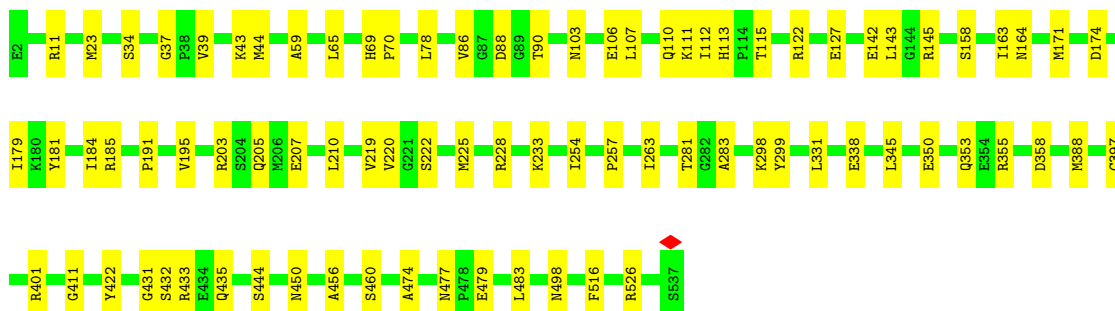 E2 R11 M23 S34 G37 P38 V39 K43 M44 A59 L65 H69 P70 L78 V86 G87 D88 G89 T90 N103 E106 L107 Q110 K111 I112 H113 P114 T115 R122 E127 E142 L143 G144 R145 S158 I163 N164 M171 D174
I179 K180 Y181 I184 R185 P191 V195 R203 S204 Q205 M206 E207 L210 V219 V220 G221 S222 M225 R228 K233 I254 P257 I263 T281 G282 A283 K298 Y299 L331 E338 L345 E350 Q353 E354 R355 D358 M388
R401 G411 Y422 G431 S432 R433 E434 Q435 S444 N450 A456 S460 A474 N477 P478 E479 L483 N498 F516 R526 S537